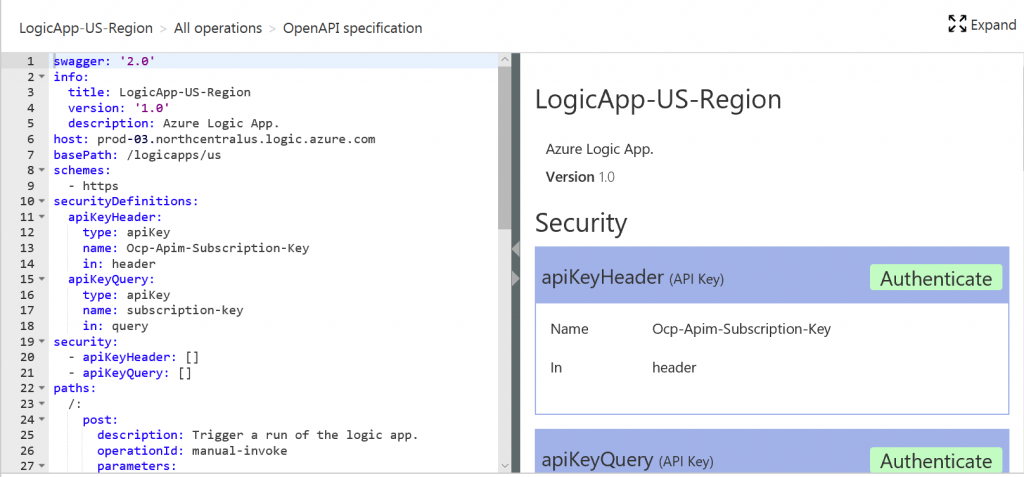 LogicApp-US-Region > All operations > OpenAPI specification
Expand
1 swagger: '2.0'
2 info:
3 title: LogicApp-US-Region
4 version: '1.0'
5 description: Azure Logic App.
6 host: prod-03.northcentralus.logic.azure.com
7 basePath: /logicapps/us
8 schemes:
9 - https
10 securityDefinitions:
11 apiKeyHeader:
12 type: apiKey
13 name: Ocp-Apim-Subscription-Key
14 in: header
15 apiKeyQuery:
16 type: apiKey
17 name: subscription-key
18 in: query
19 security:
20 - apiKeyHeader: []
21 - apiKeyQuery: []
22 paths:
23 /:
24 post:
25 description: Trigger a run of the logic app.
26 operationId: manual-invoke
27 parameters:
LogicApp-US-Region
Azure Logic App.
Version 1.0
Security
apiKeyHeader (API Key)
Authenticate
Name Ocp-Apim-Subscription-Key
In header
apiKeyQuery (API Key)
Authenticate